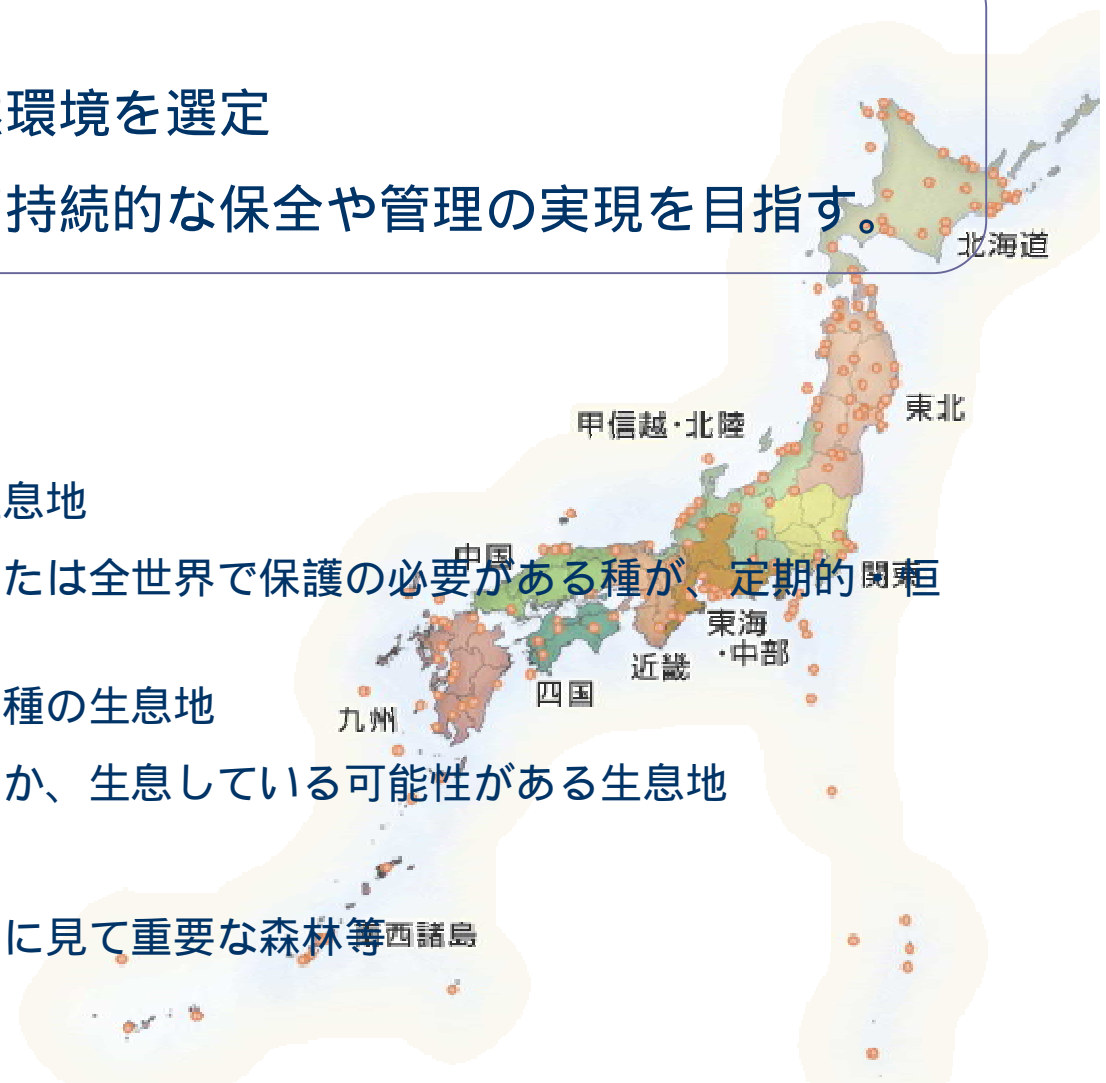 環境を選定
持続的な保全や管理の実現を目指す。
北海道
東北
甲信越・北陸
息地
中国
たは全世界で保護の必要がある種が、定期的・恒
関東
東海
・中部
近畿
四国
種の生息地
九州
か、生息している可能性がある生息地
に見て重要な森林等
西諸島